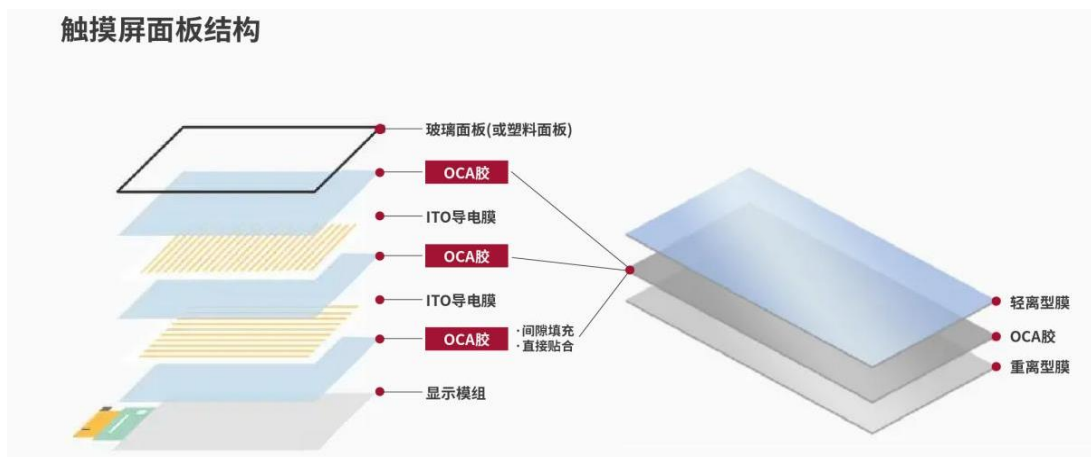 触摸屏面板结构
玻璃面板(或塑料面板)
OCA胶
ITO导电膜
OCA胶
ITO导电膜
OCA胶
·间隙填充
·直接贴合
显示模组
轻离型膜
OCA胶
重离型膜